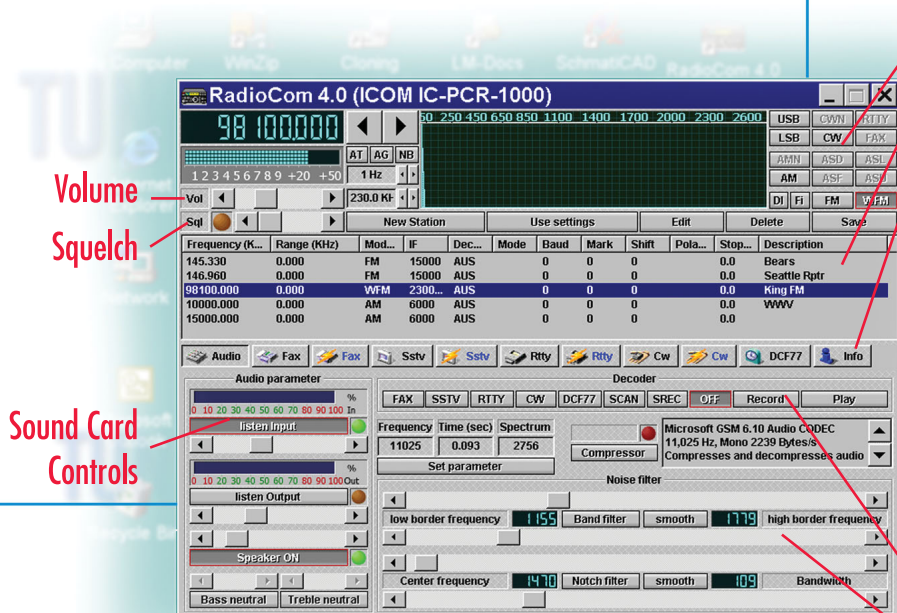 Computer WinZip Cloning LM-Docs SchmatiCAD RadioCom 4.0
RadioCom 4.0 (ICOM IC-PCR-1000)
98 100,000
50 250 450 650 850 1100 1400 1700 2000 2300 2600
USB CWN RTTY
LSB CW FAX
AMN ASD ASL
AM ASF ASU
DI Fi FM WFM
AT AG NB
1 2 3 4 5 6 7 8 9 +20 +50
1 Hz
Volume
Vol
230.0 KH
Squelch
Sql
New Station Use settings Edit Delete Save
Frequency (K... Range (KHz) Mod... IF Dec... Mode Baud Mark Shift Pola... Stop... Description
145.330 0.000 FM 15000 AUS 0 0 0 0.0 Bears
146.960 0.000 FM 15000 AUS 0 0 0 0.0 Seattle Rptr
98100.000 0.000 WFM 2300... AUS 0 0 0 0.0 King FM
10000.000 0.000 AM 6000 AUS 0 0 0 0.0 WWV
15000.000 0.000 AM 6000 AUS 0 0 0 0.0
Audio Fax Fax Sstv Sstv Rtty Rtty Cw Cw DCF77 Info
Audio parameter
%
0 10 20 30 40 50 60 70 80 90 100 In
listen Input
Sound Card
Controls
%
0 10 20 30 40 50 60 70 80 90 100 Out
listen Output
Speaker ON
Bass neutral Treble neutral
Decoder
FAX SSTV RTTY CW DCF77 SCAN SREC OFF Record Play
Frequency Time (sec) Spectrum
11025 0.093 2756
Set parameter
Compressor
Microsoft GSM 6.10 Audio CODEC
11,025 Hz, Mono 2239 Bytes/s
Compresses and decompresses audio
Noise filter
low border frequency 1155 Band filter smooth 1779 high border frequency
Center frequency 1470 Notch filter smooth 109 Bandwidth